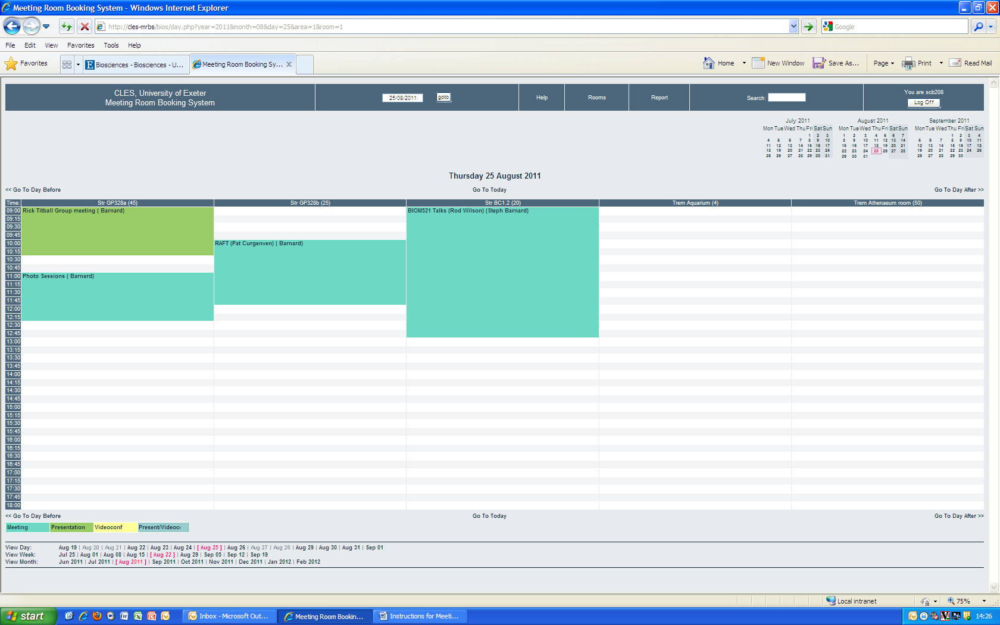 Meeting Room Booking System - Windows Internet Explorer
http://cles-mrbs/bios/day.php?year=2011&month=08&day=25&area=1&room=1
Google
File Edit View Favorites Tools Help
Favorites
Biosciences - Biosciences - U...
Meeting Room Booking Sy...
Home New Window Save As... Page Print Read Mail
CLES, University of Exeter
Meeting Room Booking System
25/08/2011 goto
Help Rooms Report
Search:
You are scb208
Log Off
July 2011 August 2011 September 2011
Mon Tue Wed Thu Fri Sat Sun Mon Tue Wed Thu Fri Sat Sun Mon Tue Wed Thu Fri Sat Sun
1 2 3 1 2 3 4 5 6 7 1 2 3 4
4 5 6 7 8 9 10 8 9 10 11 12 13 14 5 6 7 8 9 10 11
11 12 13 14 15 16 17 15 16 17 18 19 20 21 12 13 14 15 16 17 18
18 19 20 21 22 23 24 22 23 24 25 26 27 28 19 20 21 22 23 24 25
25 26 27 28 29 30 31 29 30 31 26 27 28 29 30
Thursday 25 August 2011
<< Go To Day Before Go To Today Go To Day After >>
Time: Str GP328a (45) Str GP328b (25) Str BC1.2 (20) Trem Aquarium (4) Trem Athenaeum room (50)
09:00 Rick Titball Group meeting ( Barnard) BIOM521 Talks (Rod Wilson) (Steph Barnard)
09:15
09:30
09:45
10:00 RAFT (Pat Curgenven) ( Barnard)
10:15
10:30
10:45
11:00 Photo Sessions ( Barnard)
11:15
11:30
11:45
12:00
12:15
12:30
12:45
13:00
13:15
13:30
13:45
14:00
14:15
14:30
14:45
15:00
15:15
15:30
15:45
16:00
16:15
16:30
16:45
17:00
17:15
17:30
17:45
18:00
<< Go To Day Before Go To Today Go To Day After >>
Meeting Presentation Videoconf Present/Videoc
View Day: Aug 19 | Aug 20 | Aug 21 | Aug 22 | Aug 23 | Aug 24 | [ Aug 25 ] | Aug 26 | Aug 27 | Aug 28 | Aug 29 | Aug 30 | Aug 31 | Sep 01
View Week: Jul 25 | Aug 01 | Aug 08 | Aug 15 | [ Aug 22 ] | Aug 29 | Sep 05 | Sep 12 | Sep 19
View Month: Jun 2011 | Jul 2011 | [ Aug 2011 ] | Sep 2011 | Oct 2011 | Nov 2011 | Dec 2011 | Jan 2012 | Feb 2012
Local intranet 75%
start Inbox - Microsoft Out... Meeting Room Bookin... Instructions for Meeti... 14:26